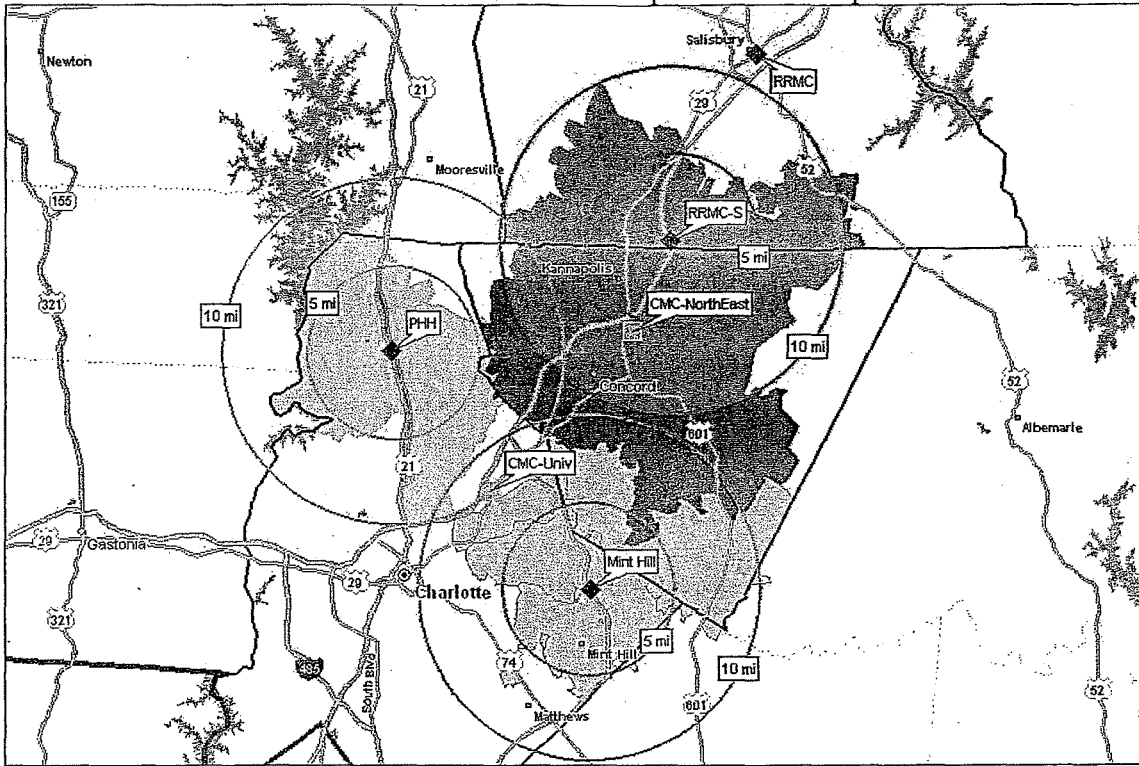 Salisbury
RRMC
Newton
21
29
Mooresville
52
155
RRMC-S
5 mi
Kannapolis
321
5 mi
10 mi
CMC-NorthEast
PHH
10 mi
52
Concord
601
Albemarle
21
CMC-Univ
29
Gastonia
Mint Hill
29
Charlotte
321
5 mi
Mint Hill
74
10 mi
South Blvd
52
601
Matthews